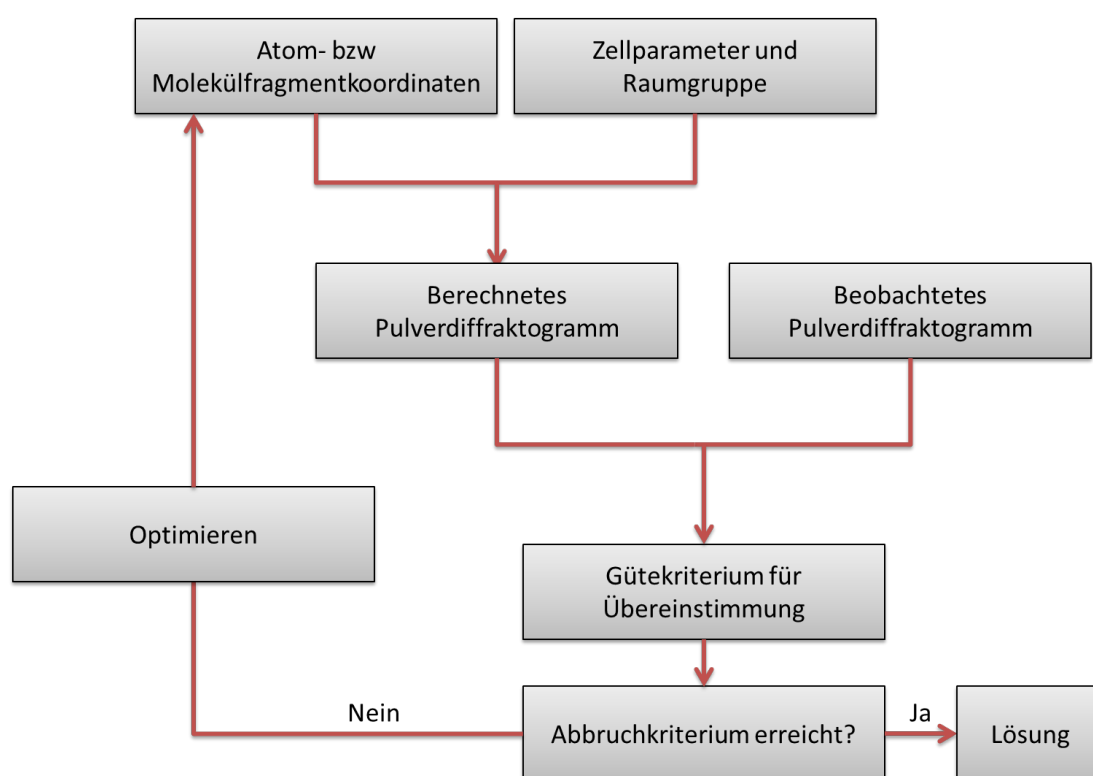 Atom- bzw
Molekülfragmentkoordinaten
Zellparameter und
Raumgruppe
Berechnetes
Pulverdiffraktogramm
Beobachtetes
Pulverdiffraktogramm
Optimieren
Gütekriterium für
Übereinstimmung
Nein
Abbruchkriterium erreicht?
Ja
Lösung